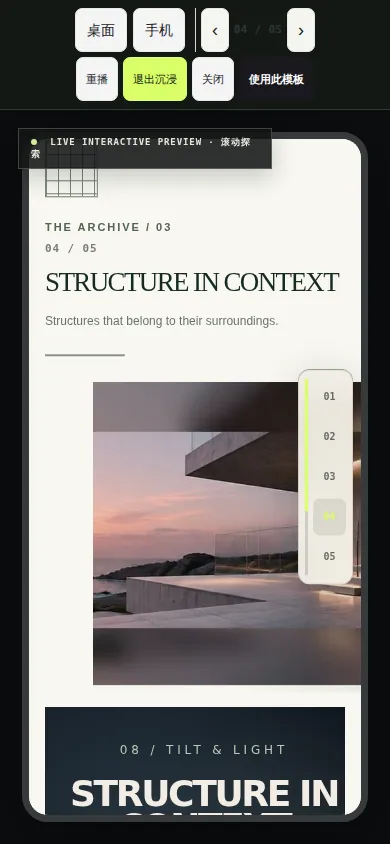 桌面
手机
‹
04 / 05
›
重播
退出沉浸
关闭
使用此模板
LIVE INTERACTIVE PREVIEW · 滚动探
索
THE ARCHIVE / 03
04 / 05
STRUCTURE IN CONTEXT
Structures that belong to their surroundings.
01
02
03
04
05
08 / TILT & LIGHT
STRUCTURE IN
CONTEXT